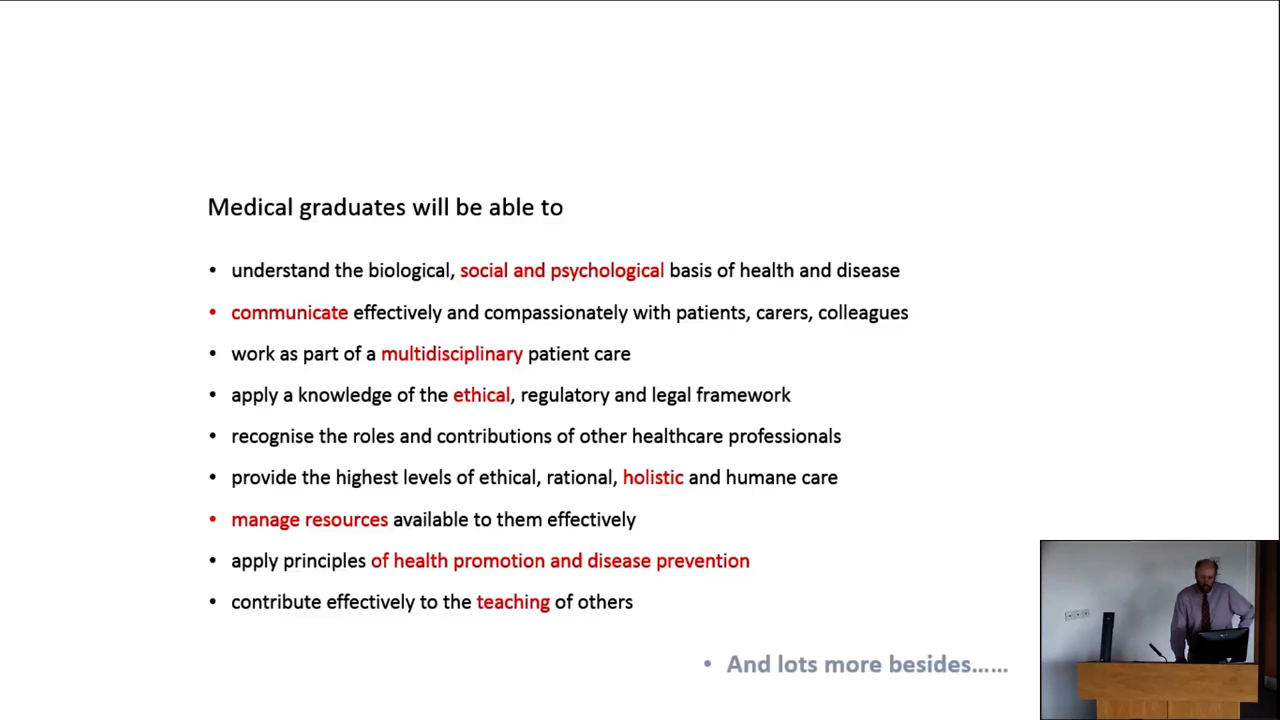 Medical graduates will be able to
• understand the biological, social and psychological basis of health and disease
• communicate effectively and compassionately with patients, carers, colleagues
• work as part of a multidisciplinary patient care
• apply a knowledge of the ethical, regulatory and legal framework
• recognise the roles and contributions of other healthcare professionals
• provide the highest levels of ethical, rational, holistic and humane care
• manage resources available to them effectively
• apply principles of health promotion and disease prevention
• contribute effectively to the teaching of others
• And lots more besides......